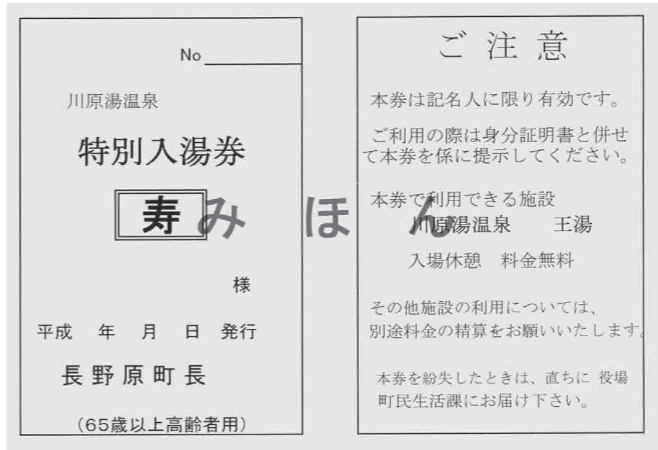 No
川原湯温泉
特別入湯券
寿
様
平成 年 月 日 発行
長野原町長
(65歳以上高齢者用)
みほん
ご注意
本券は記名人に限り有効です。
ご利用の際は身分証明書と併せ
て本券を係に提示してください。
本券で利用できる施設
川原湯温泉 王湯
入場休憩 料金無料
その他施設の利用については、
別途料金の精算をお願いいたします。
本券を紛失したときは、直ちに 役場
町民生活課にお届け下さい。